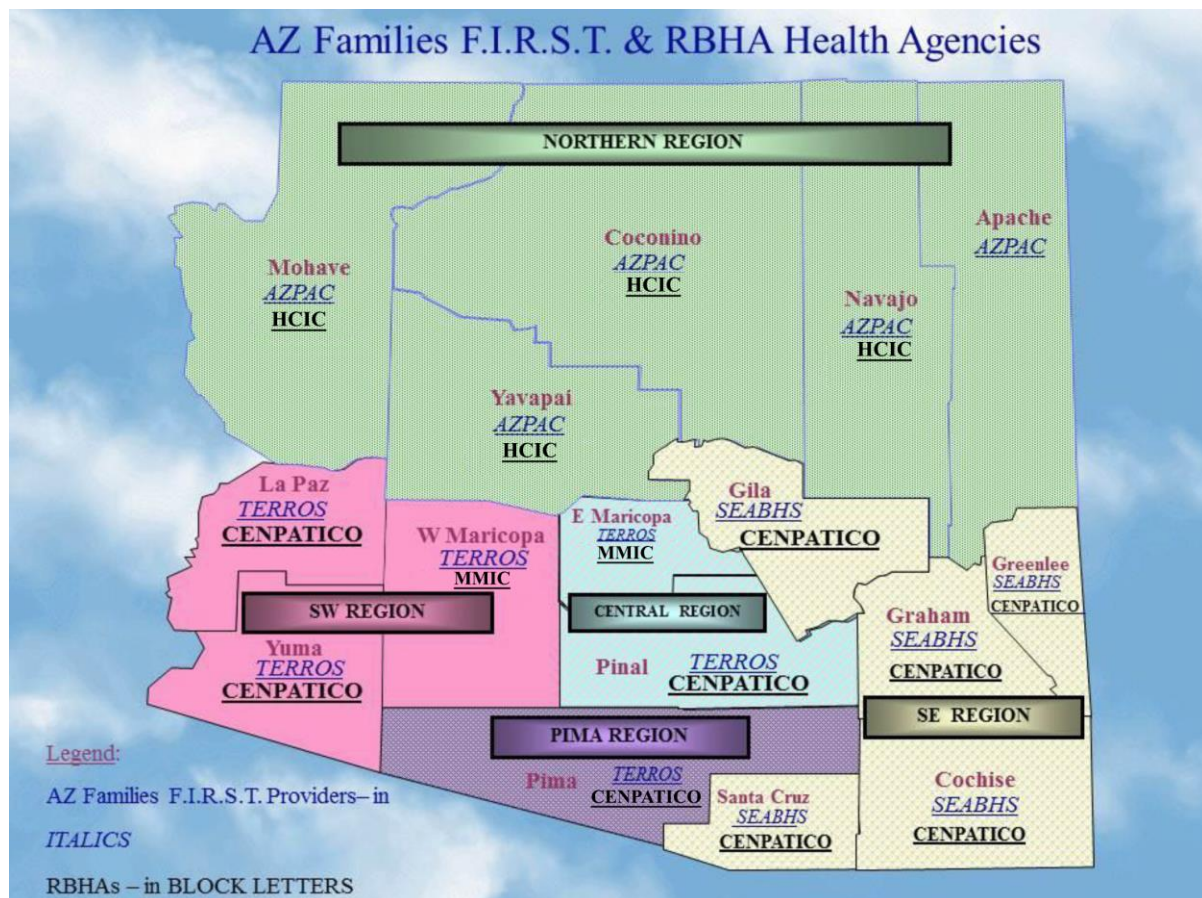 AZ Families F.I.R.S.T. & RBHA Health Agencies
NORTHERN REGION
Mohave
AZPAC
HCIC
Coconino
AZPAC
HCIC
Navajo
AZPAC
HCIC
Apache
AZPAC
Yavapai
AZPAC
HCIC
La Paz
TERROS
CENPATICO
W Maricopa
TERROS
MMIC
E Maricopa
TERROS
MMIC
Gila
SEABHS
CENPATICO
Greenlee
SEABHS
CENPATICO
SW REGION
CENTRAL REGION
Graham
SEABHS
CENPATICO
Yuma
TERROS
CENPATICO
Pinal
TERROS
CENPATICO
SE REGION
PIMA REGION
Pima
TERROS
CENPATICO
Santa Cruz
SEABHS
CENPATICO
Cochise
SEABHS
CENPATICO
Legend:
AZ Families F.I.R.S.T. Providers– in
ITALICS
RBHAs – in BLOCK LETTERS